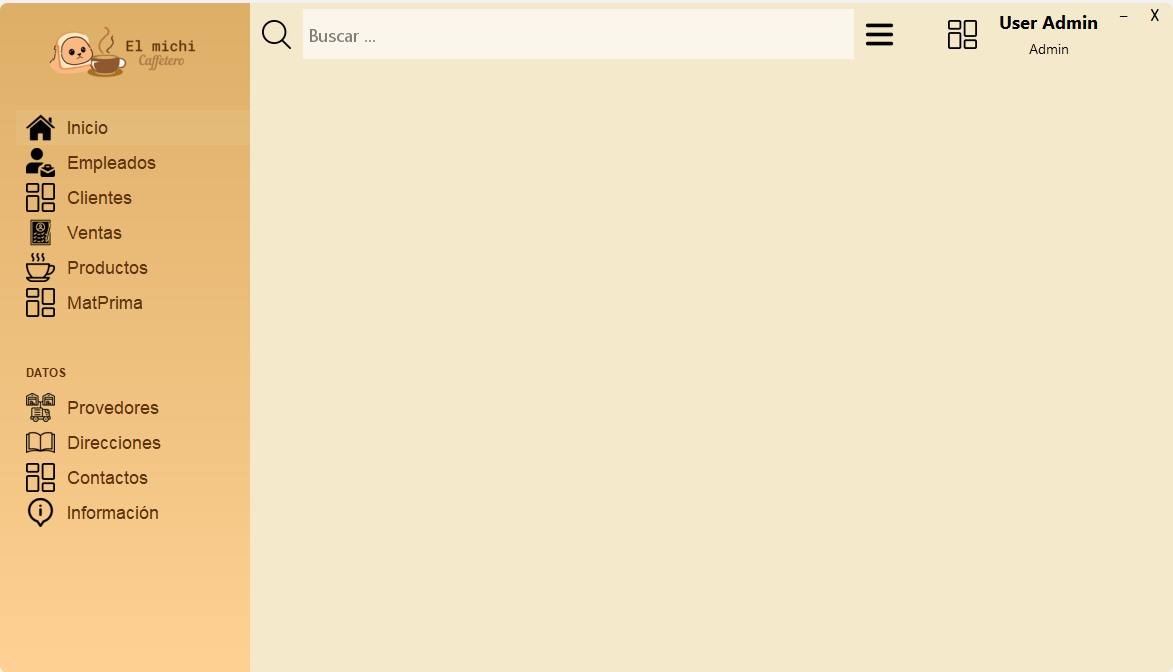 El michi
Caffetero
Inicio
Empleados
Clientes
Ventas
Productos
MatPrima
DATOS
Provedores
Direcciones
Contactos
Información
Buscar ...
User Admin
Admin
– X